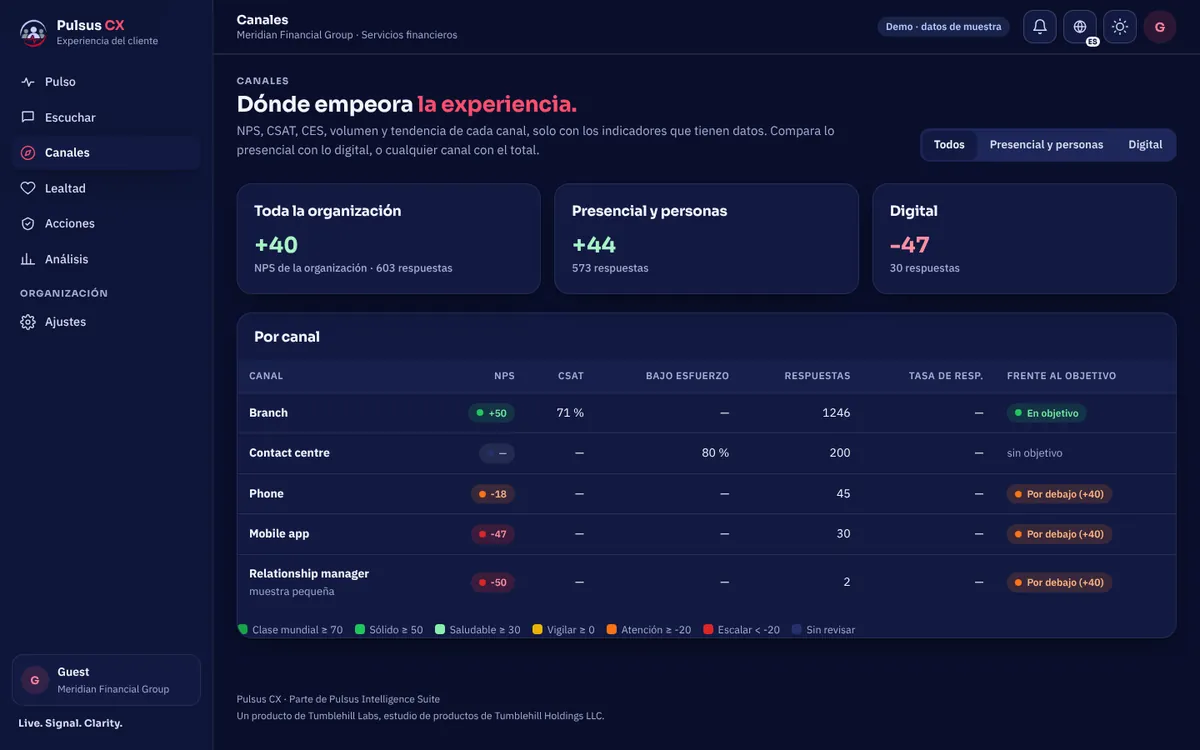 Pulsus CX
Experiencia del cliente
Pulso
Escuchar
Canales
Lealtad
Acciones
Análisis
ORGANIZACIÓN
Ajustes
Guest
G
Meridian Financial Group
Live. Signal. Clarity.
Canales
Meridian Financial Group · Servicios financieros
Demo · datos de muestra
ES
G
CANALES
Dónde empeora la experiencia.
NPS, CSAT, CES, volumen y tendencia de cada canal, solo con los indicadores que tienen datos. Compara lo
presencial con lo digital, o cualquier canal con el total.
Todos Presencial y personas Digital
Toda la organización
+40
NPS de la organización · 603 respuestas
Presencial y personas
+44
573 respuestas
Digital
-47
30 respuestas
Por canal
CANAL NPS CSAT BAJO ESFUERZO RESPUESTAS TASA DE RESP. FRENTE AL OBJETIVO
Branch +50 71 % — 1246 — En objetivo
Contact centre — — 80 % 200 — sin objetivo
Phone -18 — — 45 — Por debajo (+40)
Mobile app -47 — — 30 — Por debajo (+40)
Relationship manager -50 — — 2 — Por debajo (+40)
muestra pequeña
Clase mundial ≥ 70 Sólido ≥ 50 Saludable ≥ 30 Vigilar ≥ 0 Atención ≥ -20 Escalar < -20 Sin revisar
Pulsus CX · Parte de Pulsus Intelligence Suite
Un producto de Tumblehill Labs, estudio de productos de Tumblehill Holdings LLC.